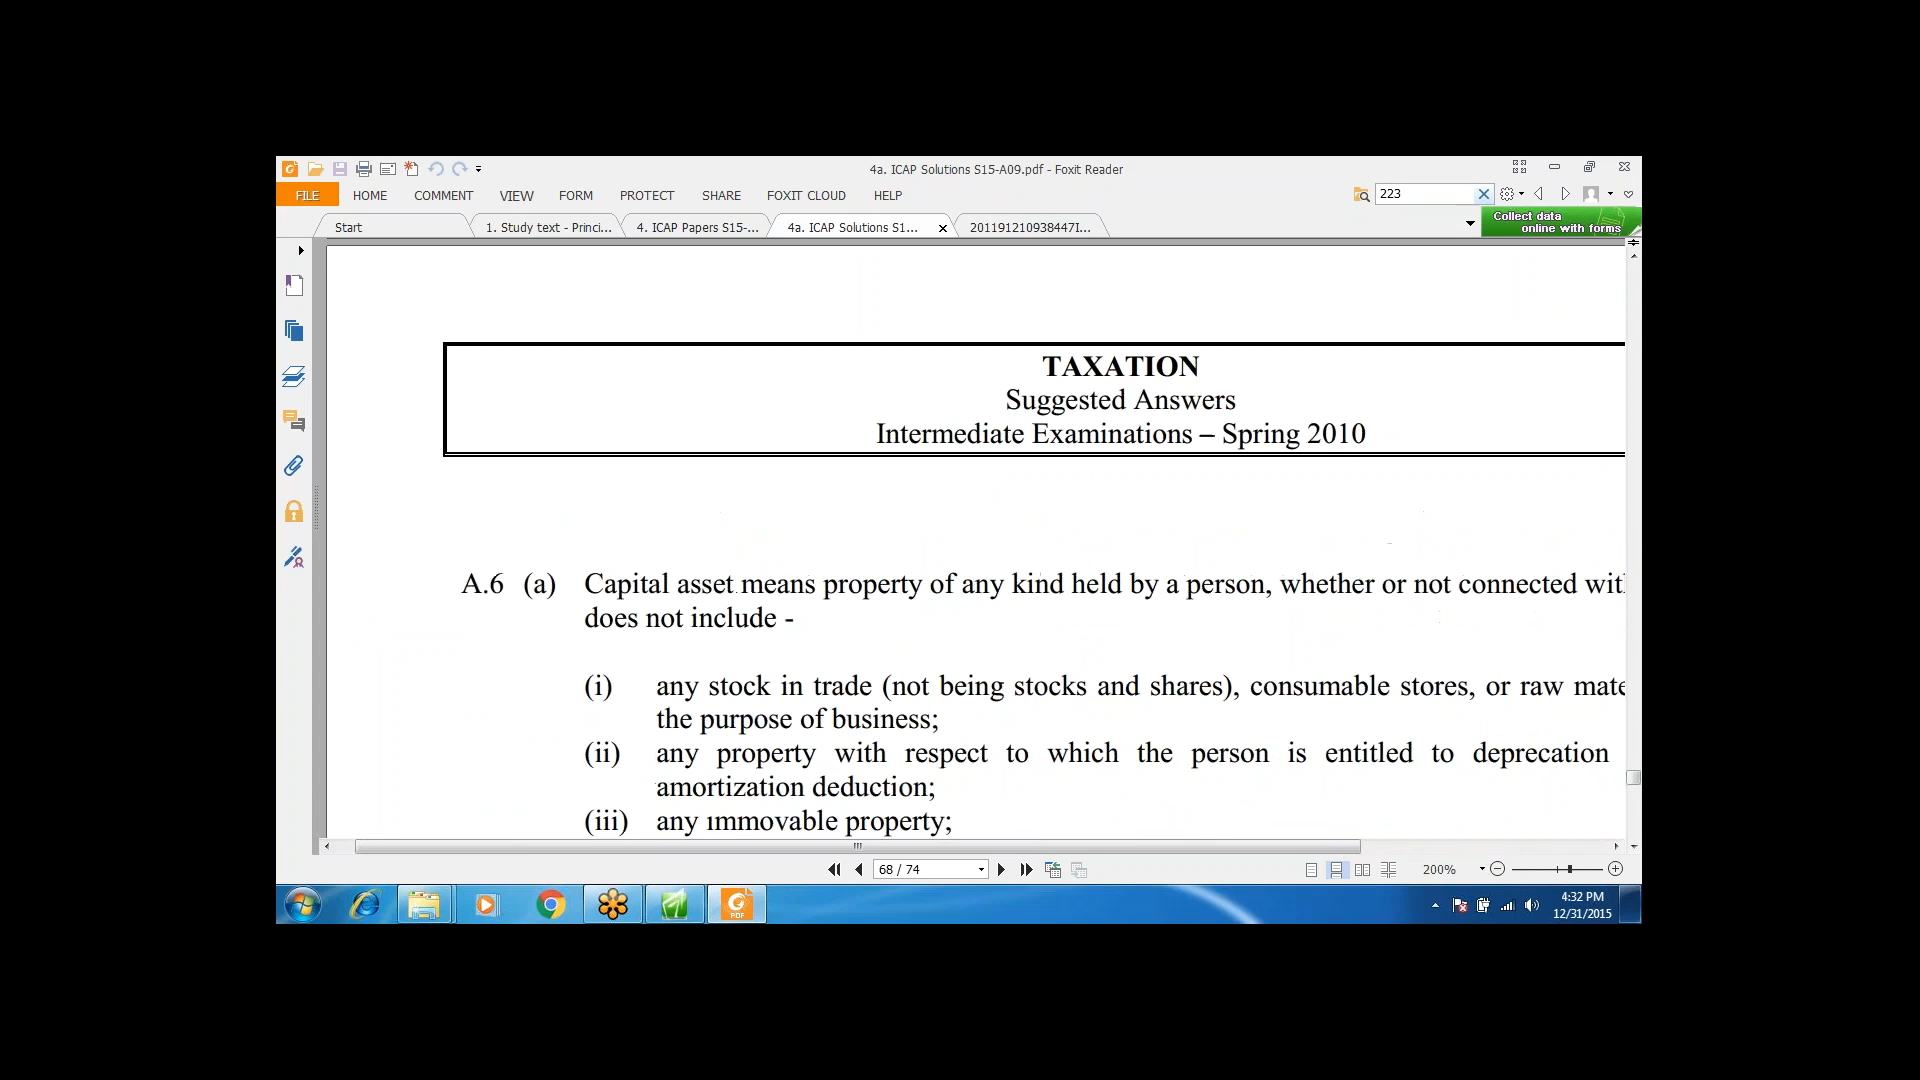 4a. ICAP Solutions S15-A09.pdf - Foxit Reader
FILE HOME COMMENT VIEW FORM PROTECT SHARE FOXIT CLOUD HELP 223
Start 1. Study text - Princi... 4. ICAP Papers S15-... 4a. ICAP Solutions S1... 201191210938447I...
Collect data
online with forms
TAXATION
Suggested Answers
Intermediate Examinations – Spring 2010
A.6 (a) Capital asset means property of any kind held by a person, whether or not connected wit
does not include -
(i) any stock in trade (not being stocks and shares), consumable stores, or raw mate
the purpose of business;
(ii) any property with respect to which the person is entitled to deprecation
amortization deduction;
(iii) any immovable property;
68 / 74 200%
PDF
4:32 PM
12/31/2015